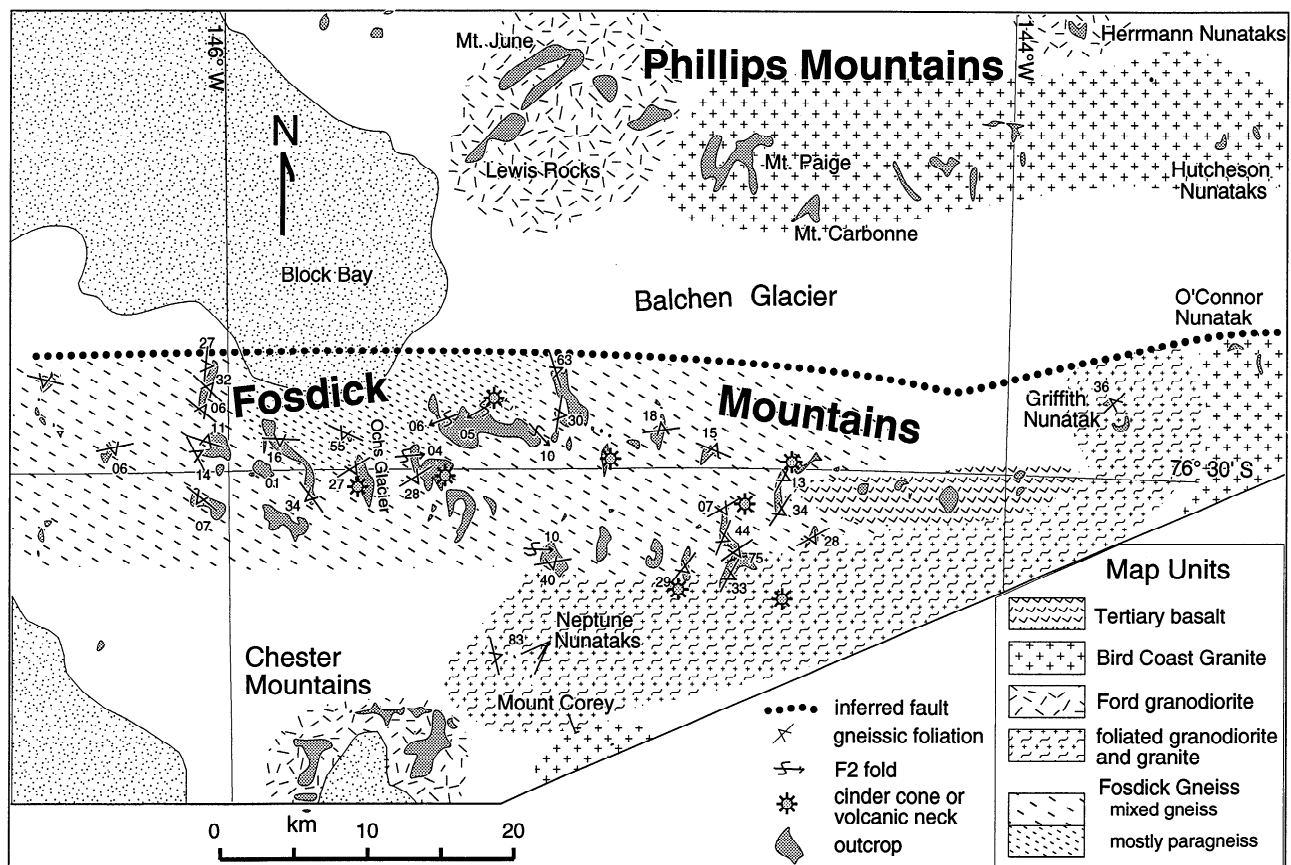 146° W
Mt. June
Phillips Mountains
144° W
Herrmann Nunataks
N
Lewis Rocks
Mt. Paige
Hutcheson
Nunataks
Mt. Carbonne
Block Bay
Balchen Glacier
O'Connor
Nunatak
27
32
06
Fosdick
Mountains
63
30
36
Griffith
Nunatak
11
14
06
07
16
01
34
55
27
Ochs Glacier
06
05
04
28
10
18
15
76° 30' S
13
34
07
44
28
75
33
29
10
40
Neptune
Nunataks
83
Mount Corey
Chester
Mountains
Map Units
Tertiary basalt
Bird Coast Granite
Ford granodiorite
foliated granodiorite
and granite
Fosdick Gneiss
mixed gneiss
mostly paragneiss
inferred fault
gneissic foliation
F2 fold
cinder cone or
volcanic neck
outcrop
0 km 10 20